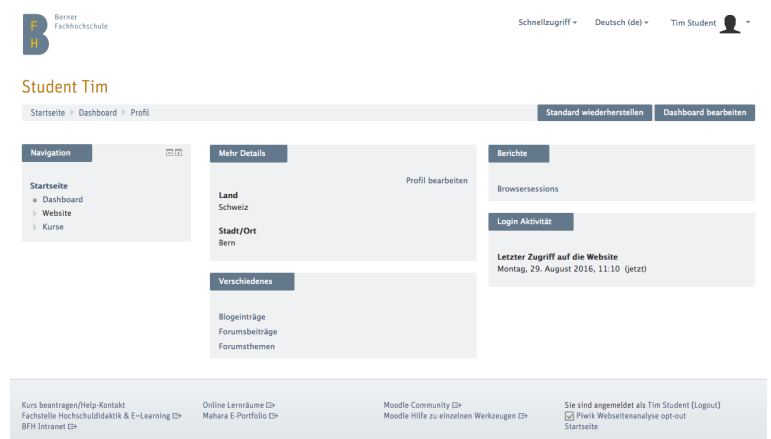 Berner
Fachhochschule
F
H
Schnellzugriff
Deutsch (de)
Tim Student
Student Tim
Startseite
Dashboard
Profil
Standard wiederherstellen
Dashboard bearbeiten
Navigation
Startseite
Dashboard
Website
Kurse
Mehr Details
Profil bearbeiten
Land
Schweiz
Stadt/Ort
Bern
Verschiedenes
Blogeinträge
Forumsbeiträge
Forumsthemen
Berichte
Browsersessions
Login Aktivität
Letzter Zugriff auf die Website
Montag, 29. August 2016, 11:10 (jetzt)
Kurs beantragen/Help-Kontakt
Fachstelle Hochschuldidaktik & E-Learning
BFH Intranet
Online Lernräume
Mahara E-Portfolio
Moodle Community
Moodle Hilfe zu einzelnen Werkzeugen
Sie sind angemeldet als Tim Student (Logout)
Piwik Webseitenanalyse opt-out
Startseite